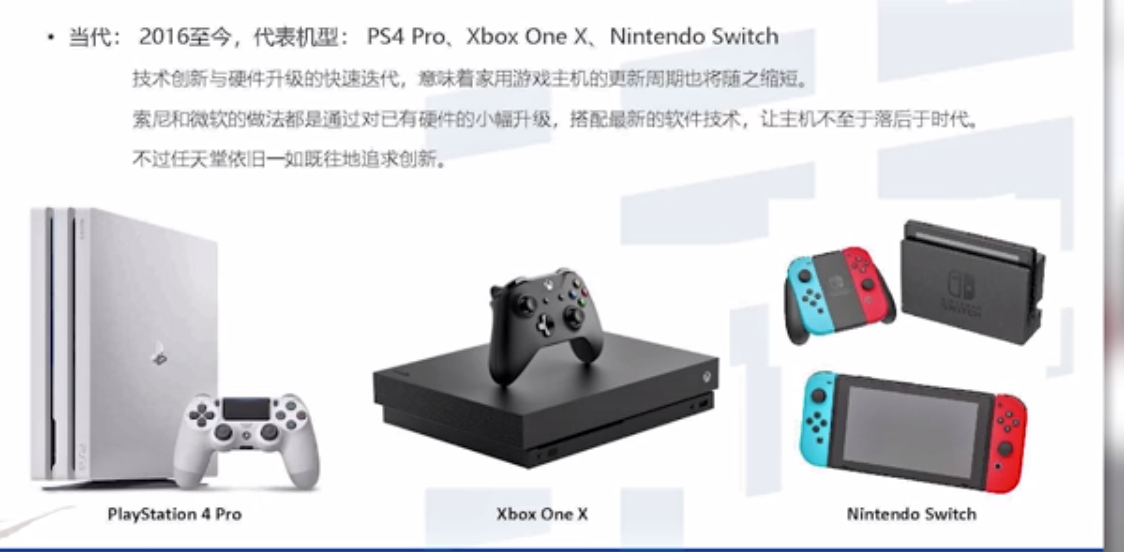 • 当代： 2016至今，代表机型： PS4 Pro、Xbox One X、Nintendo Switch
技术创新与硬件升级的快速迭代，意味着家用游戏主机的更新周期也将随之缩短。
索尼和微软的做法都是通过对已有硬件的小幅升级，搭配最新的软件技术，让主机不至于落后于时代。
不过任天堂依旧一如既往地追求创新。
PlayStation 4 Pro
Xbox One X
Nintendo Switch